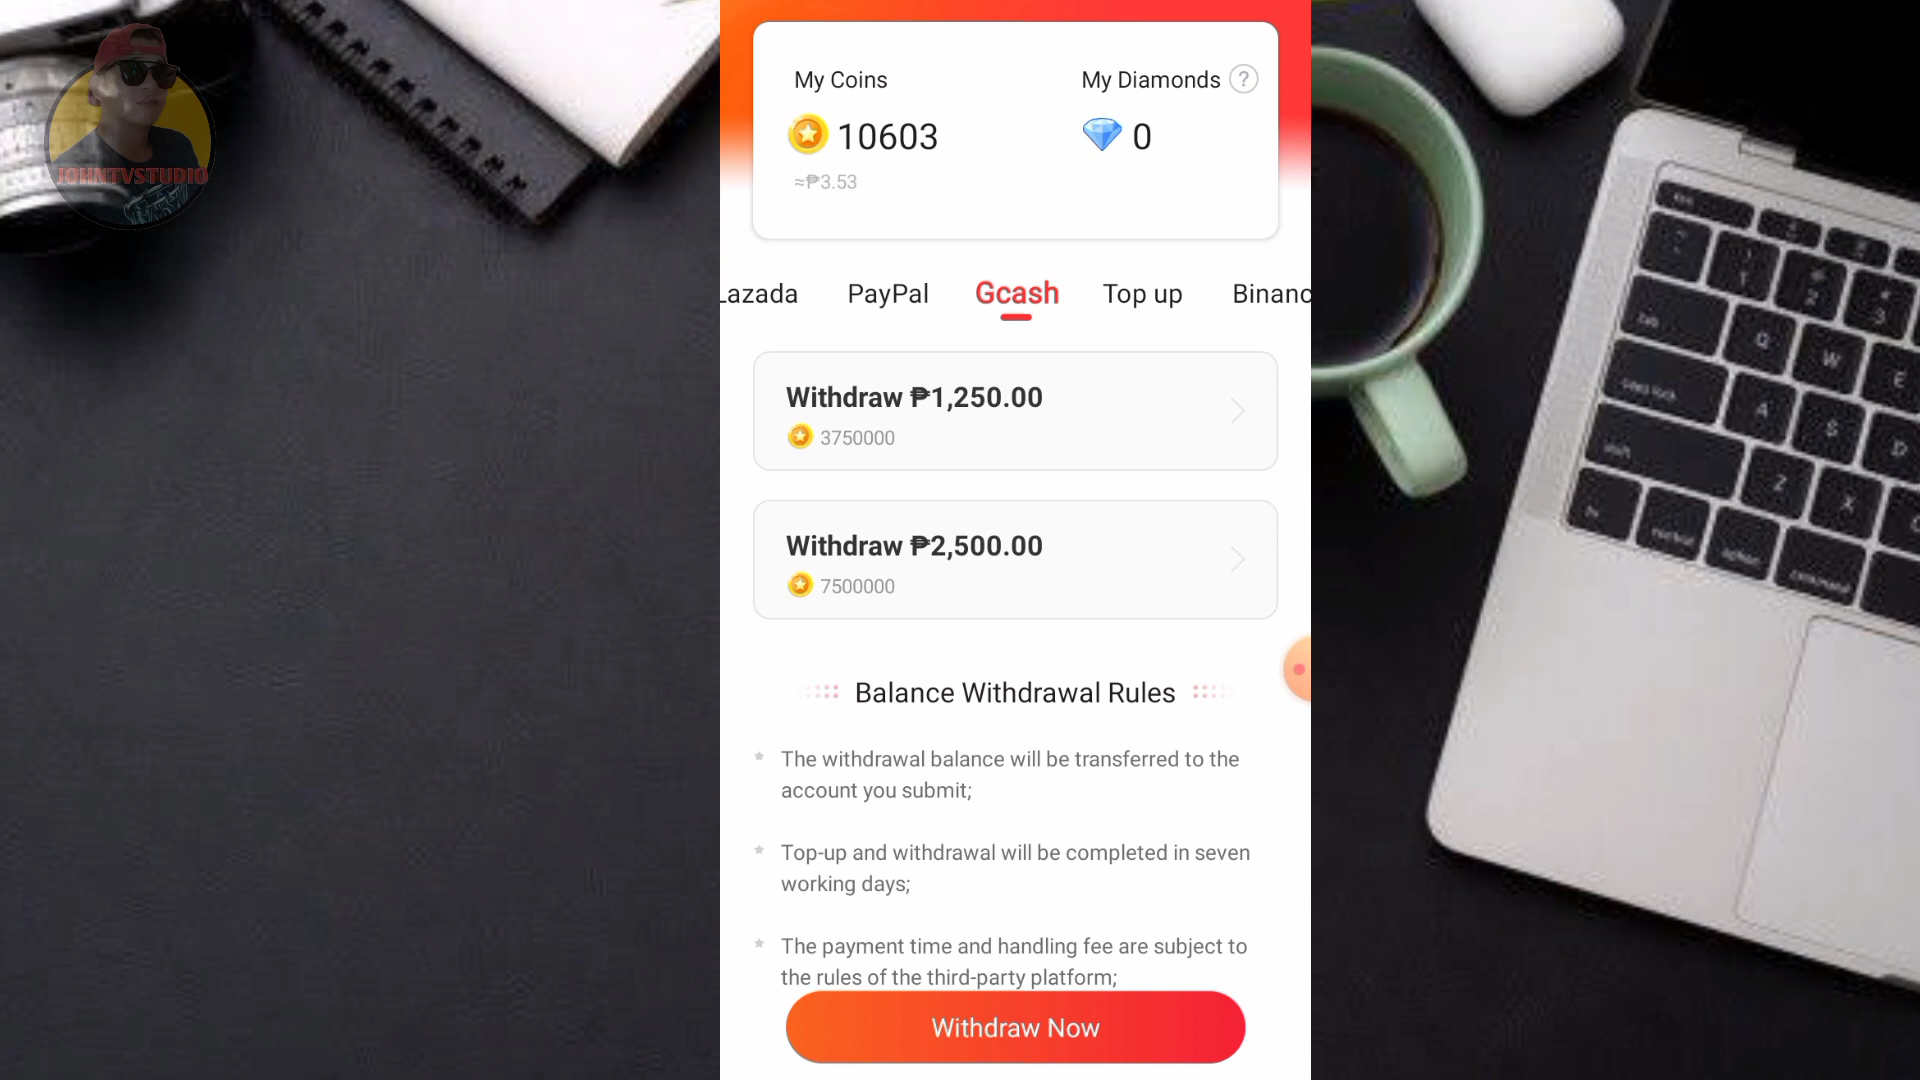 JOHNTVSTUDIO
My Coins
My Diamonds ?
10603
0
≈₱3.53
Lazada PayPal Gcash Top up Binanc
Withdraw ₱1,250.00
3750000
Withdraw ₱2,500.00
7500000
Balance Withdrawal Rules
The withdrawal balance will be transferred to the
account you submit;
Top-up and withdrawal will be completed in seven
working days;
The payment time and handling fee are subject to
the rules of the third-party platform;
Withdraw Now
Q W E
A S D
Z X